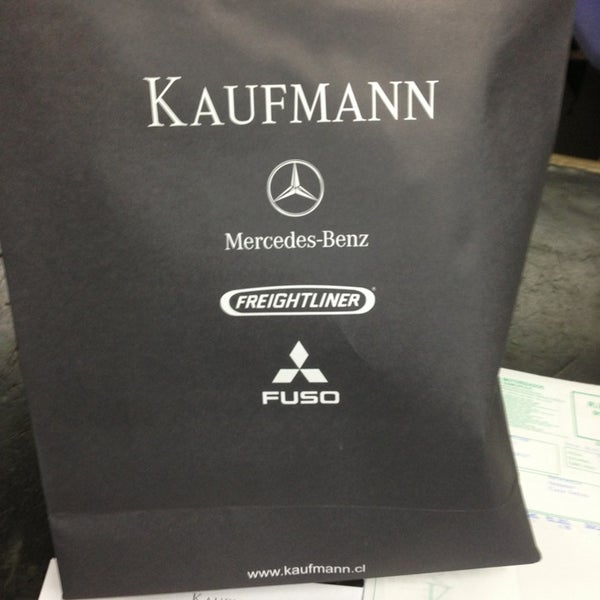 KAUFMANN
Mercedes-Benz
FREIGHTLINER
FUSO
www.kaufmann.cl